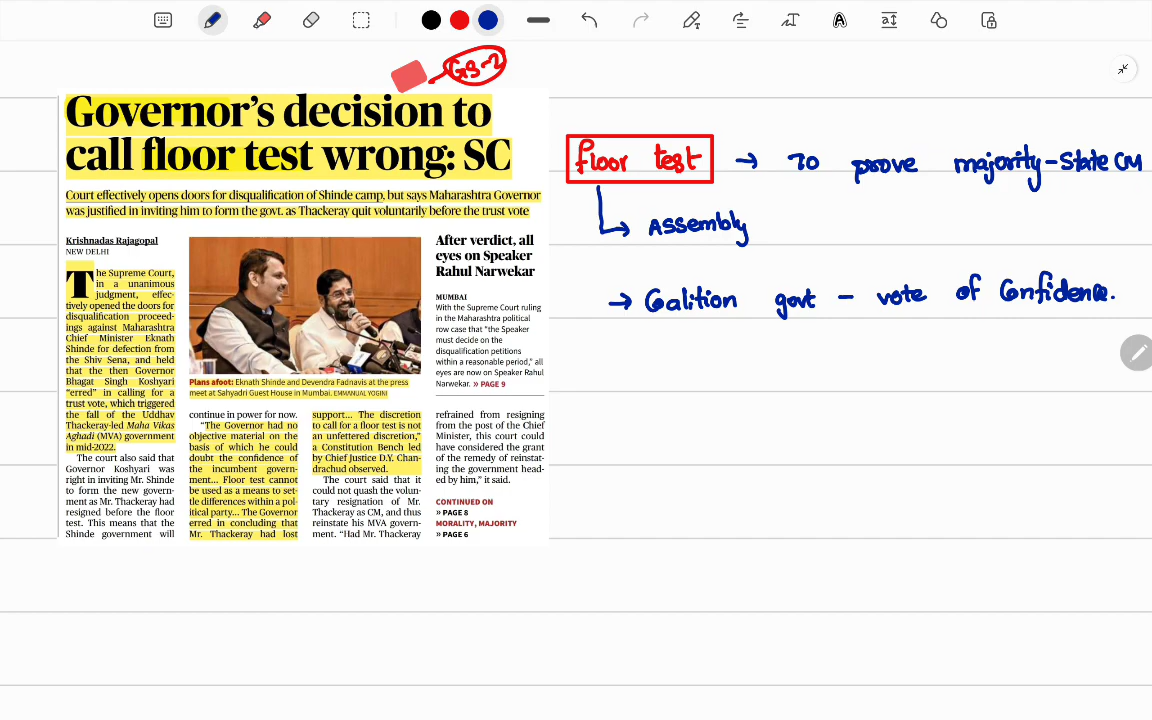 GS-2
Governor's decision to
call floor test wrong: SC
Court effectively opens doors for disqualification of Shinde camp, but says Maharashtra Governor
was justified in inviting him to form the govt. as Thackeray quit voluntarily before the trust vote
Krishnadas Rajagopal
NEW DELHI
The Supreme Court,
in a unanimous
judgment, effec-
tively opened the doors for
disqualification proceed-
ings against Maharashtra
Chief Minister Eknath
Shinde for defection from
the Shiv Sena, and held
that the then Governor
Bhagat Singh Koshyari
“erred” in calling for a
trust vote, which triggered
the fall of the Uddhav
Thackeray-led Maha Vikas
Aghadi (MVA) government
in mid-2022.
The court also said that
Governor Koshyari was
right in inviting Mr. Shinde
to form the new govern-
ment as Mr. Thackeray had
resigned before the floor
test. This means that the
Shinde government will
Plans afoot: Eknath Shinde and Devendra Fadnavis at the press
meet at Sahyadri Guest House in Mumbai. EMMANUAL YOGINI
continue in power for now.
“The Governor had no
objective material on the
basis of which he could
doubt the confidence of
the incumbent govern-
ment... Floor test cannot
be used as a means to set-
tle differences within a pol-
itical party... The Governor
erred in concluding that
Mr. Thackeray had lost
support... The discretion
to call for a floor test is not
an unfettered discretion,”
a Constitution Bench led
by Chief Justice D.Y. Chan-
drachud observed.
The court said that it
could not quash the volun-
tary resignation of Mr.
Thackeray as CM, and thus
reinstate his MVA govern-
ment. “Had Mr. Thackeray
After verdict, all
eyes on Speaker
Rahul Narwekar
MUMBAI
With the Supreme Court ruling
in the Maharashtra political
row case that “the Speaker
must decide on the
disqualification petitions
within a reasonable period,” all
eyes are now on Speaker Rahul
Narwekar. » PAGE 9
refrained from resigning
from the post of the Chief
Minister, this court could
have considered the grant
of the remedy of reinstat-
ing the government head-
ed by him,” it said.
CONTINUED ON
» PAGE 8
MORALITY, MAJORITY
» PAGE 6
floor test → To prove majority - State CM
→ Assembly
→ Coalition govt - vote of Confidence.